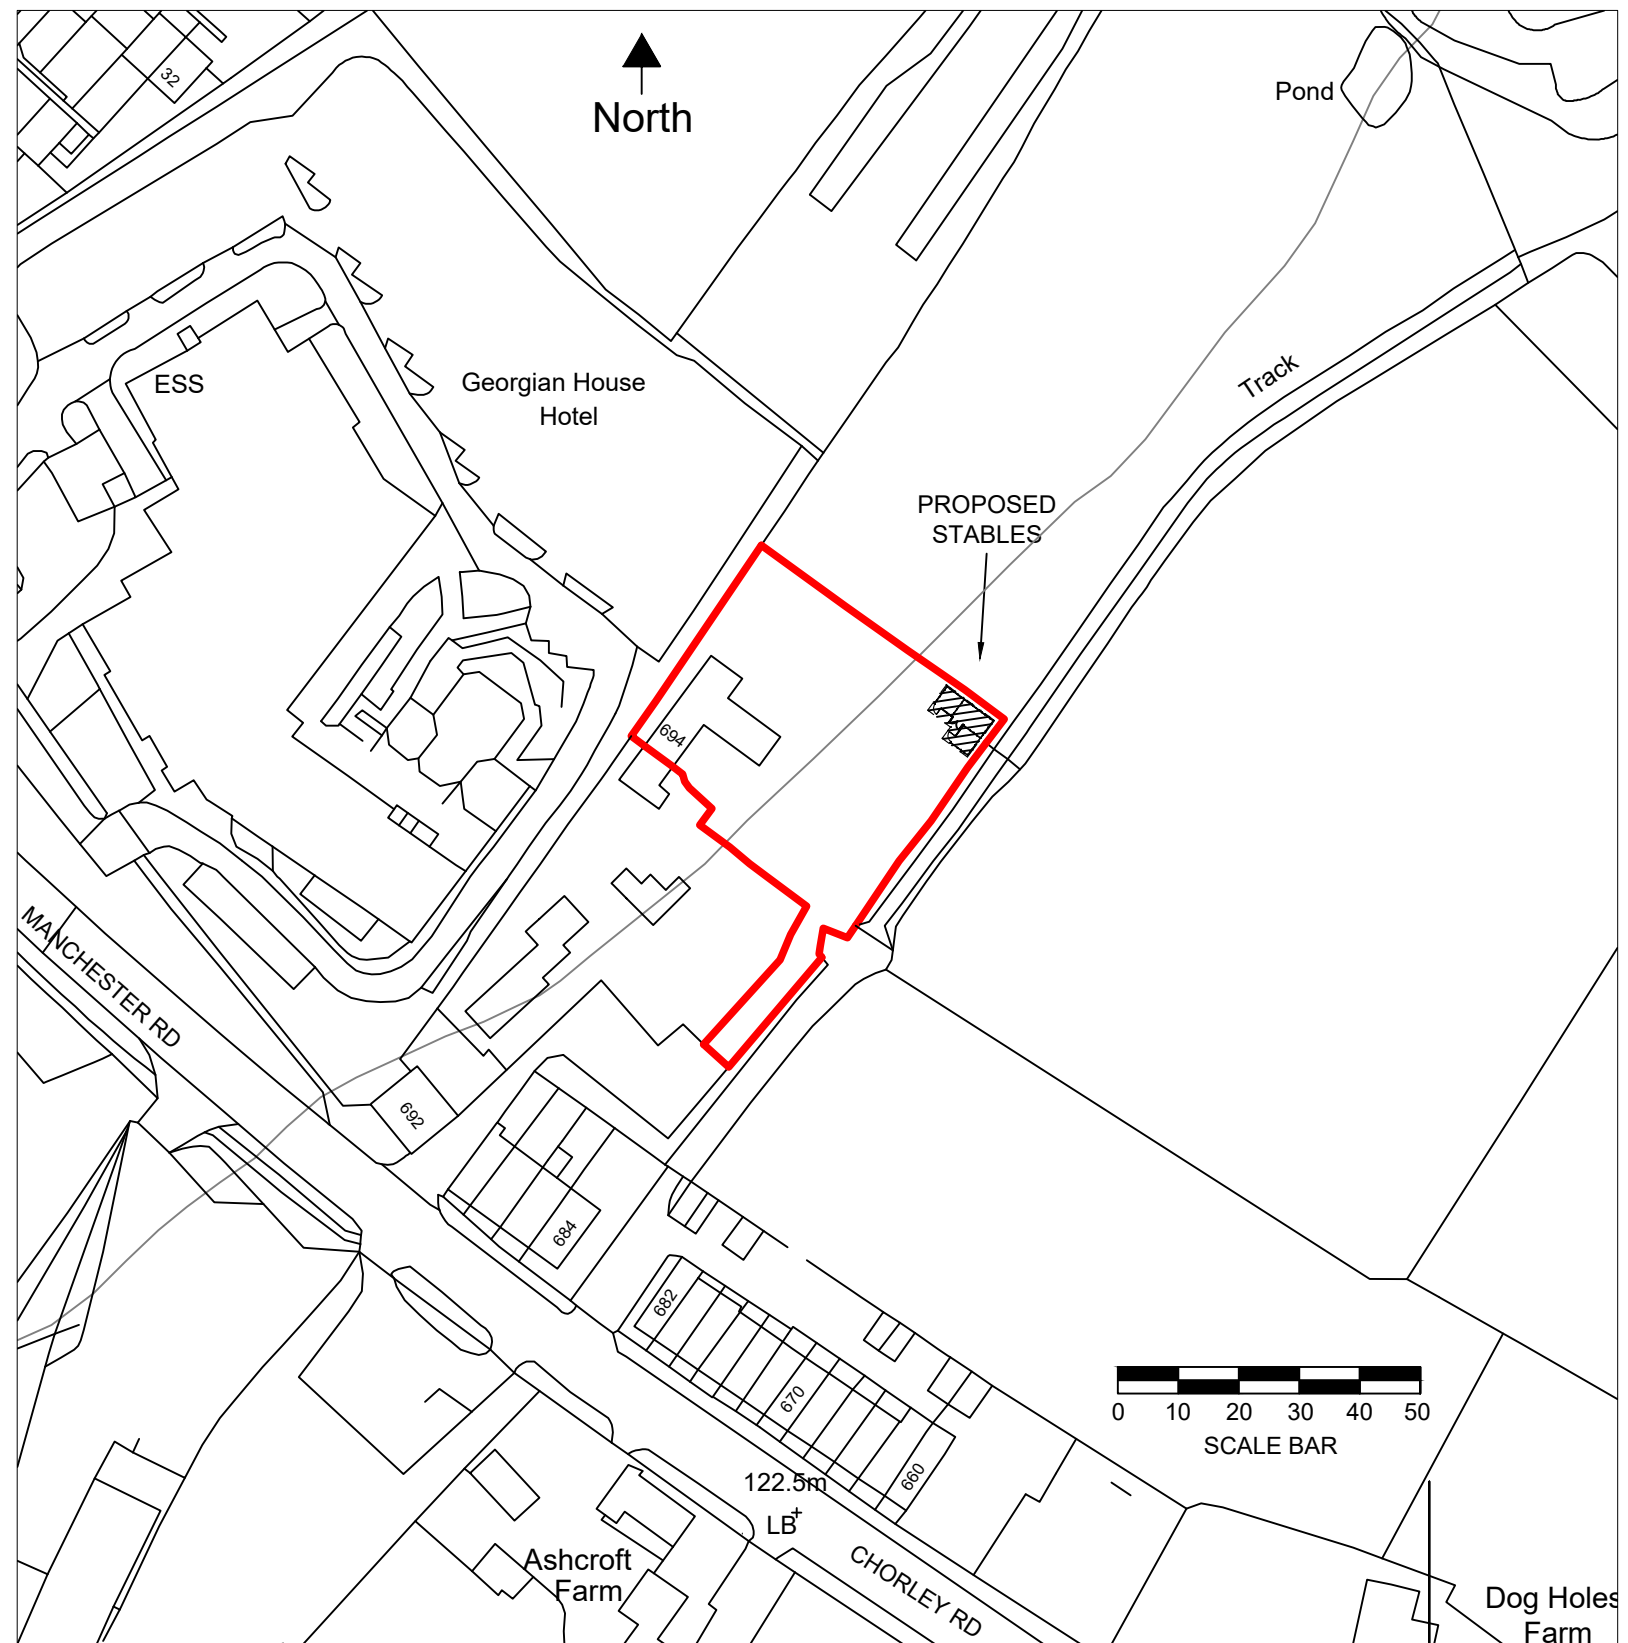 32
North
Pond
Track
ESS
Georgian House
Hotel
PROPOSED
STABLES
694
MANCHESTER RD
692
684
682
670
660
0 10 20 30 40 50
SCALE BAR
122.5m
LB
CHORLEY RD
Ashcroft
Farm
Dog Holes
Farm